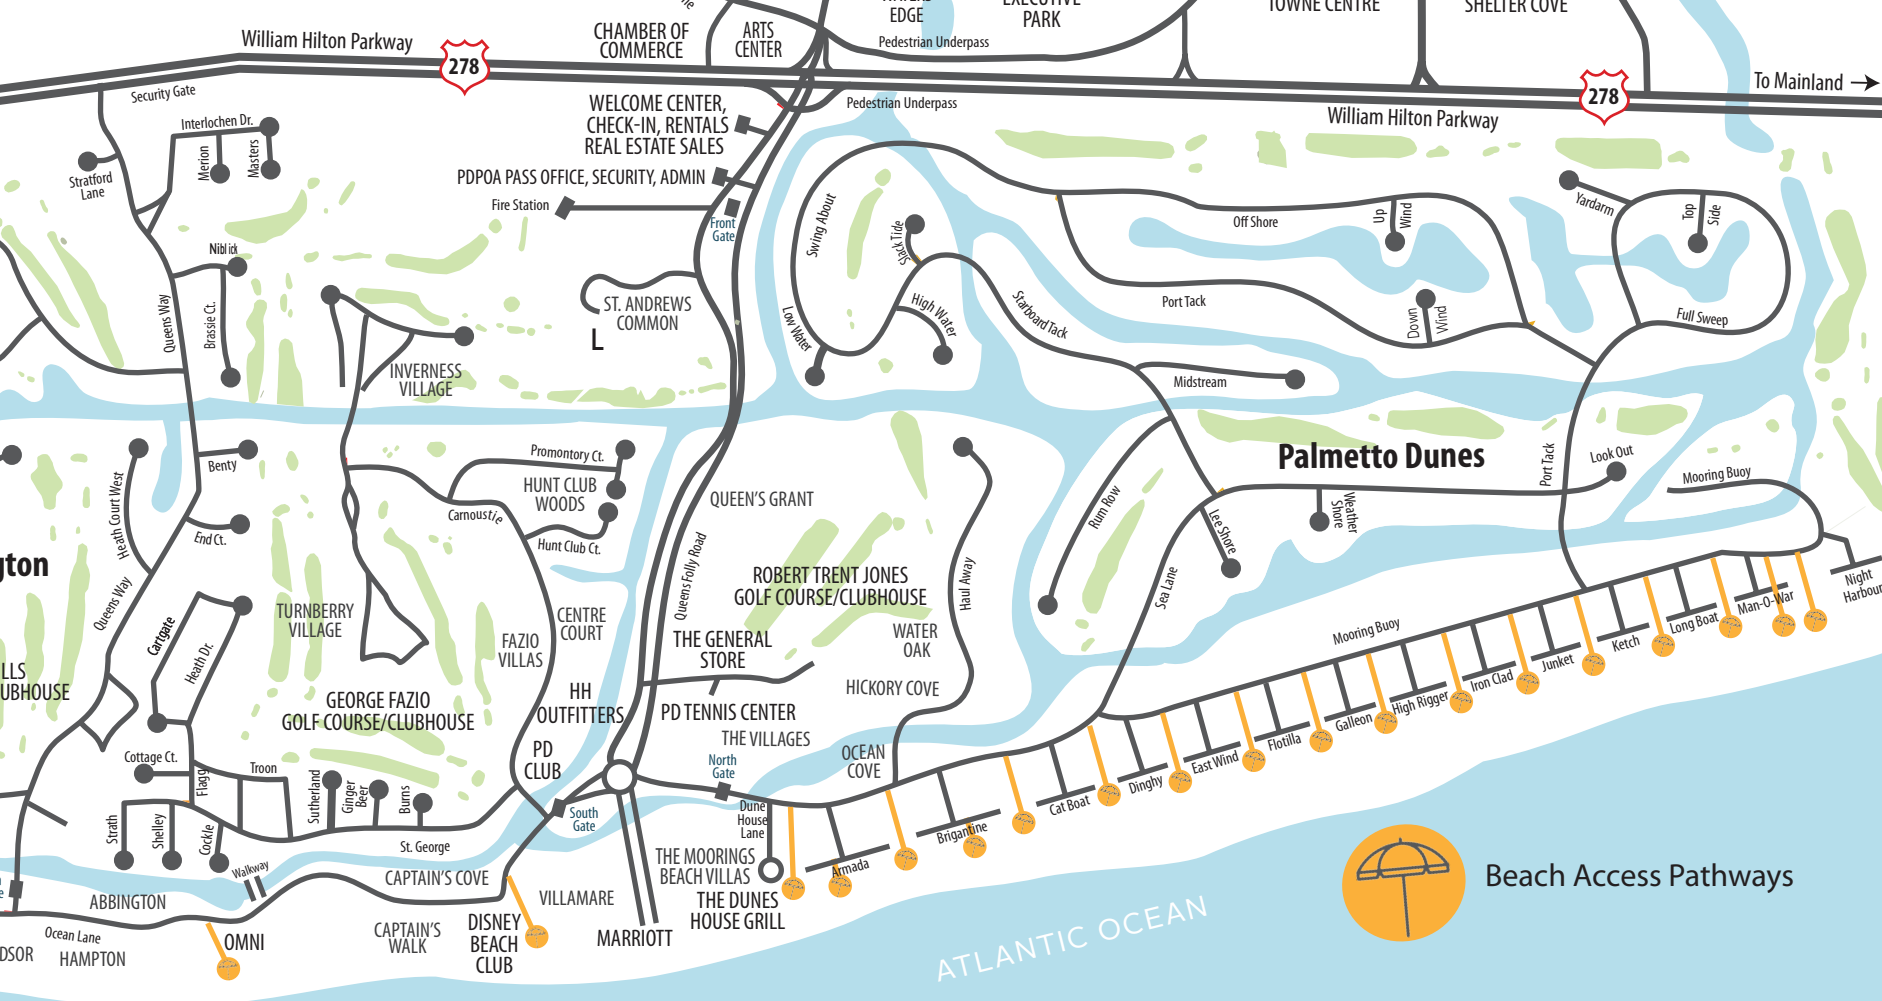 EDGE
PARK
TOWNE CENTRE
SHELTER COVE
CHAMBER OF
COMMERCE
ARTS
CENTER
Pedestrian Underpass
William Hilton Parkway
278
Security Gate
To Mainland
278
William Hilton Parkway
Pedestrian Underpass
WELCOME CENTER,
CHECK-IN, RENTALS
REAL ESTATE SALES
PDPOA PASS OFFICE, SECURITY, ADMIN
Fire Station
Front
Gate
Interlochen Dr.
Merion
Masters
Stratford
Lane
Niblick
Queens Way
Brassie Ct.
ST. ANDREWS
COMMON
L
INVERNESS
VILLAGE
Swing About
Slack Tide
Low Water
High Water
Starboard Tack
Off Shore
Up
Wind
Port Tack
Down
Wind
Yardarm
Top
Side
Full Sweep
Midstream
Palmetto Dunes
Port Tack
Look Out
Mooring Buoy
Weather
Shore
Lee Shore
Rum Row
Sea Lane
Haul Away
Benty
Heath Court West
End Ct.
Queens Way
gton
Promontory Ct.
HUNT CLUB
WOODS
Carnoustie
Hunt Club Ct.
QUEEN'S GRANT
Queens Folly Road
ROBERT TRENT JONES
GOLF COURSE/CLUBHOUSE
THE GENERAL
STORE
WATER
OAK
HICKORY COVE
CENTRE
COURT
FAZIO
VILLAS
TURNBERRY
VILLAGE
Cartgate
Heath Dr.
LLS
UBHOUSE
GEORGE FAZIO
GOLF COURSE/CLUBHOUSE
HH
OUTFITTERS
PD TENNIS CENTER
THE VILLAGES
PD
CLUB
North
Gate
OCEAN
COVE
South
Gate
Dune
House
Lane
Cottage Ct.
Flagg
Troon
Sutherland
Ginger
Beer
Burns
Strath
Shelley
Cockle
St. George
Walkway
CAPTAIN'S COVE
ABBINGTON
Ocean Lane
DSOR
HAMPTON
OMNI
CAPTAIN'S
WALK
DISNEY
BEACH
CLUB
VILLAMARE
MARRIOTT
THE MOORINGS
BEACH VILLAS
THE DUNES
HOUSE GRILL
Armada
Brigantine
Cat Boat
Dinghy
East Wind
Flotilla
Galleon
High Rigger
Iron Clad
Junket
Ketch
Long Boat
Man-O-War
Night
Harbour
Mooring Buoy
ATLANTIC OCEAN
Beach Access Pathways